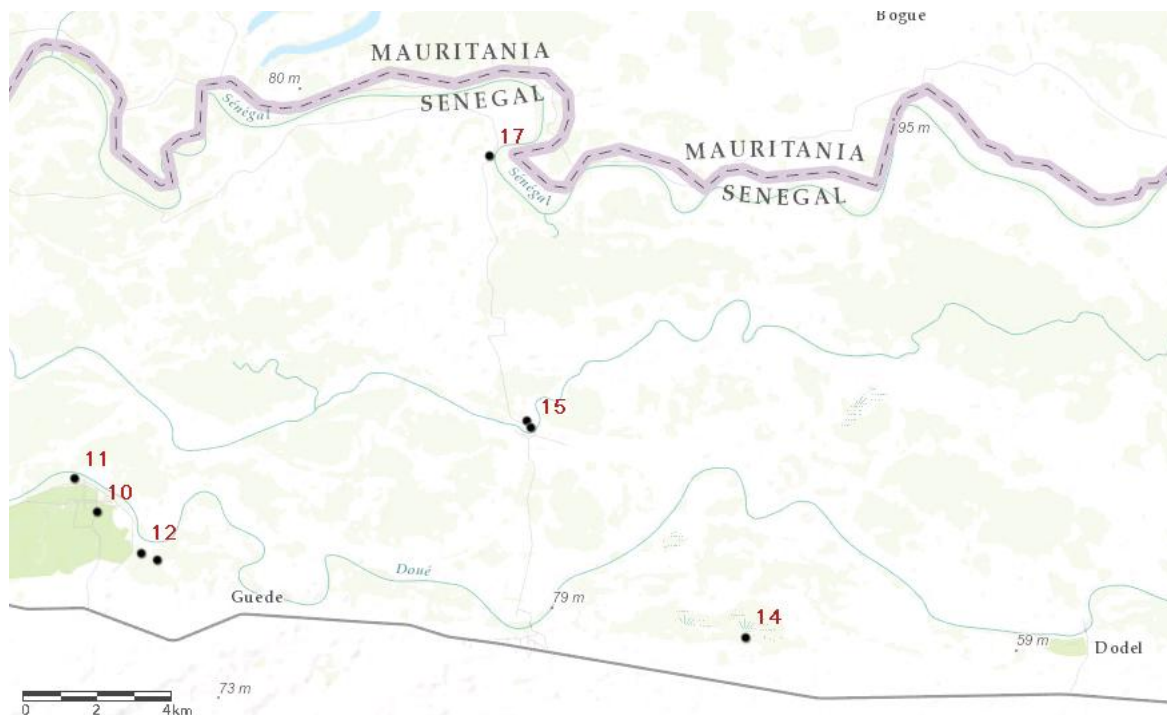 Bogue
MAURITANIA
80 m
SENEGAL
Sénégal
95 m
17
MAURITANIA
SENEGAL
Sénégal
15
11
10
12
Doué
Guede
79 m
14
59 m
Dodel
73 m
0 2 4km